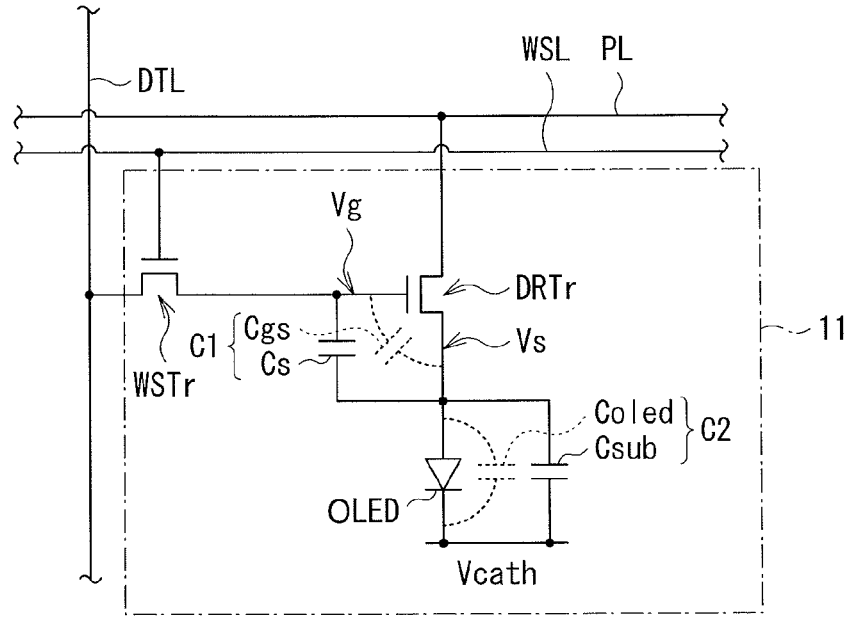 WSL
PL
DTL
Vg
DRTr
11
C1
Cgs
Cs
Vs
WSTr
Coled
Csub
C2
OLED
Vcath